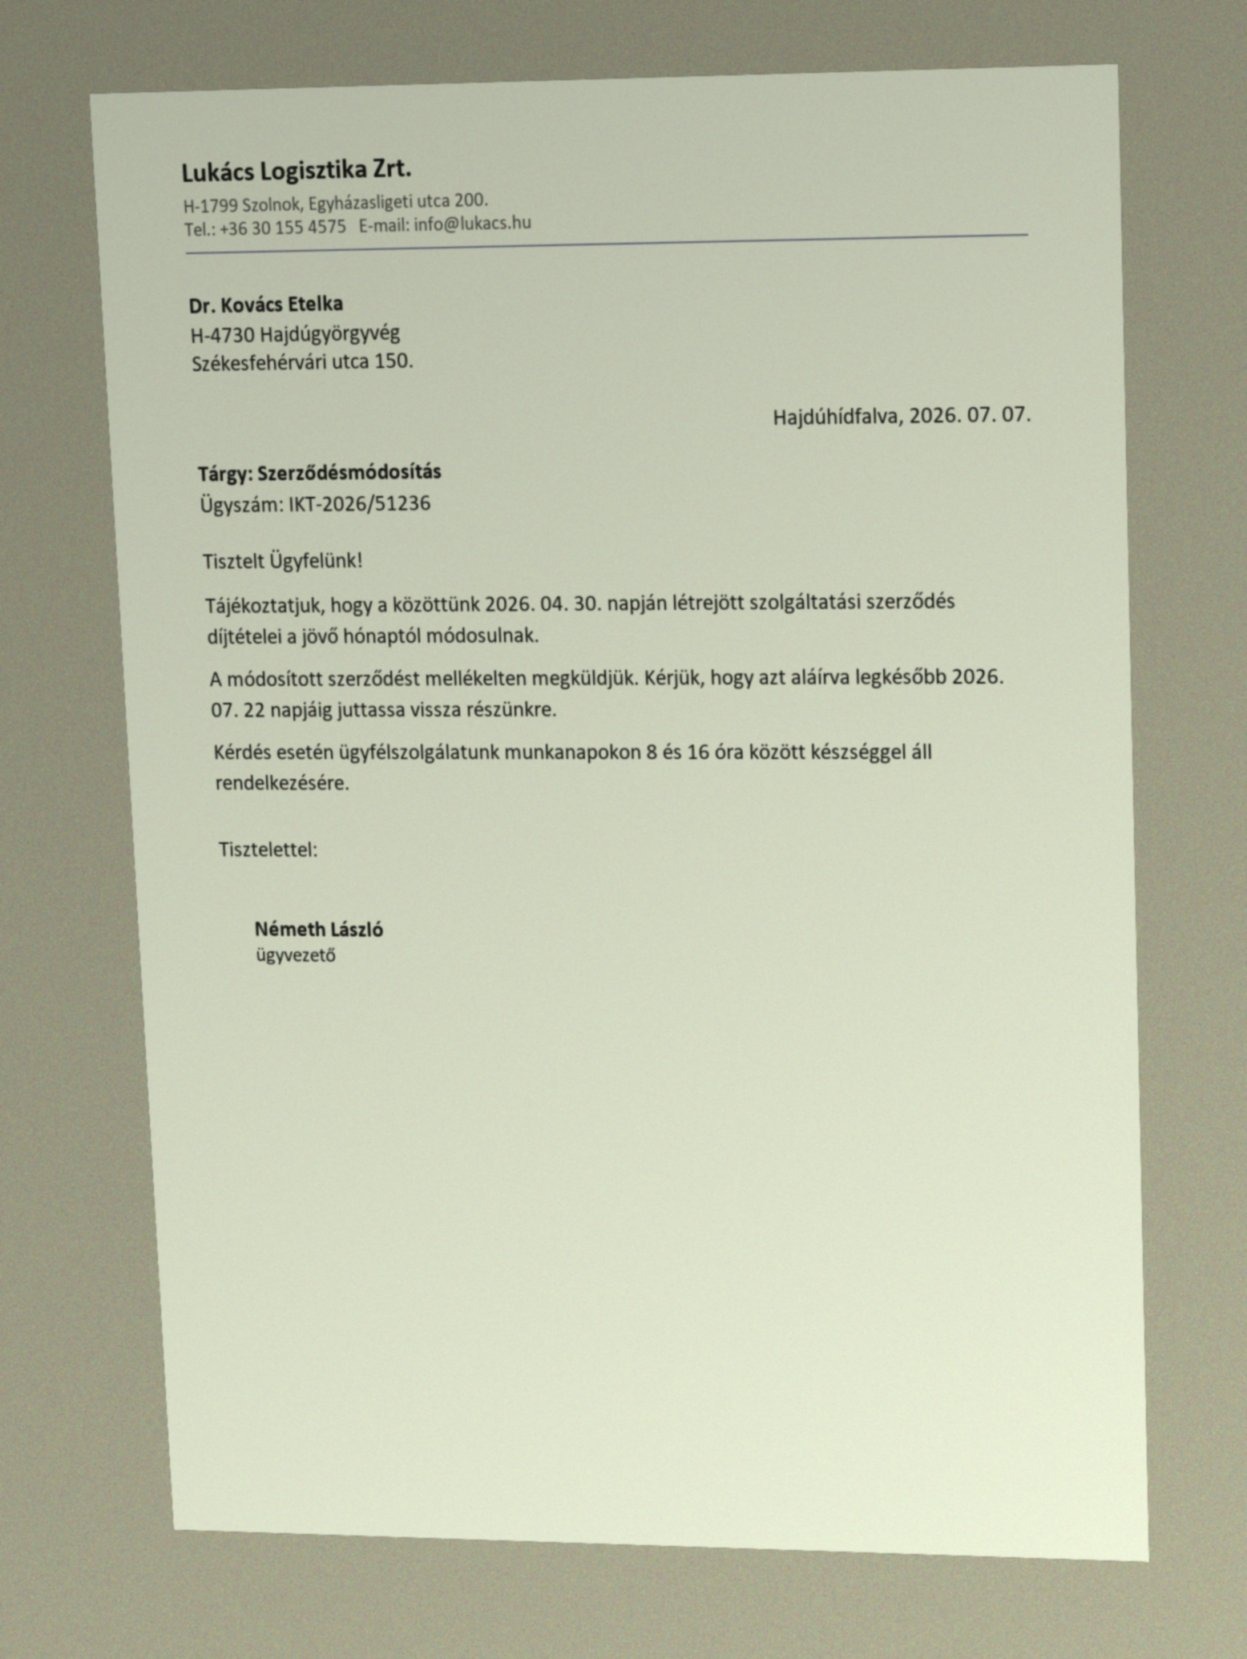 Lukács Logisztika Zrt.
H-1799 Szolnok, Egyházasligeti utca 200.
Tel.: +36 30 155 4575 E-mail: info@lukacs.hu
Dr. Kovács Etelka
H-4730 Hajdúgyörgyvég
Székesfehérvári utca 150.
Hajdúhídfalva, 2026. 07. 07.
Tárgy: Szerződésmódosítás
Ügyszám: IKT-2026/51236
Tisztelt Ügyfelünk!
Tájékoztatjuk, hogy a közöttünk 2026. 04. 30. napján létrejött szolgáltatási szerződés
díjtételei a jövő hónaptól módosulnak.
A módosított szerződést mellékelten megküldjük. Kérjük, hogy azt aláírva legkésőbb 2026.
07. 22 napjáig juttassa vissza részünkre.
Kérdés esetén ügyfélszolgálatunk munkanapokon 8 és 16 óra között készséggel áll
rendelkezésére.
Tisztelettel:
Németh László
ügyvezető